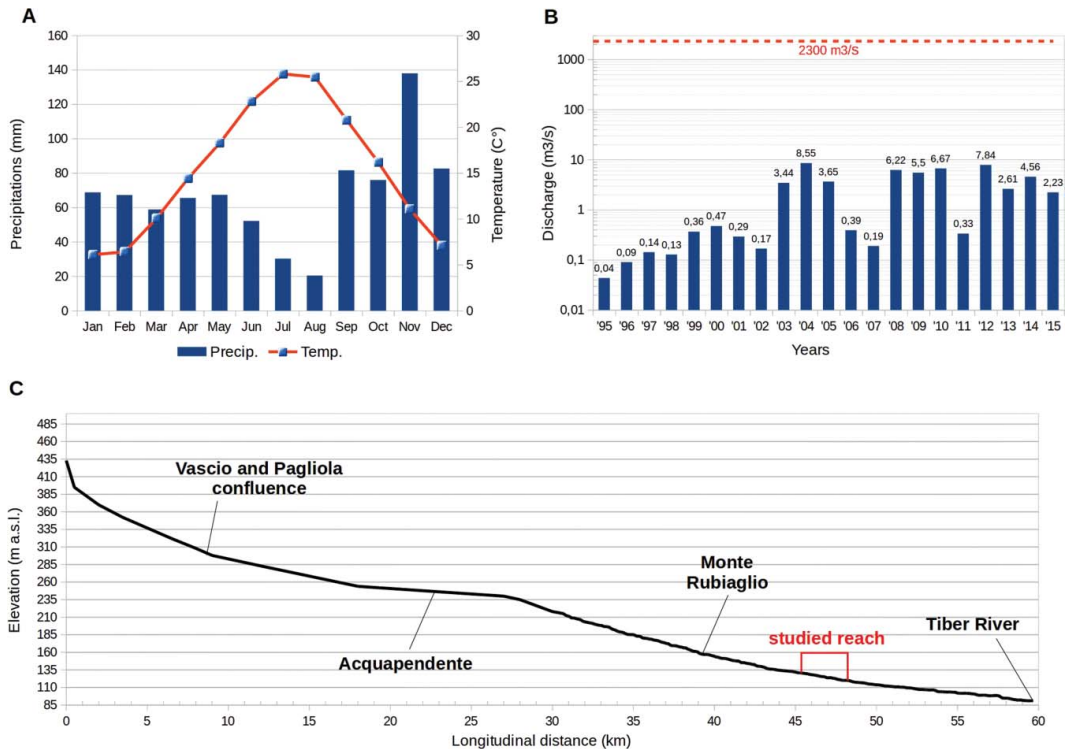 A
160
140
120
100
80
60
40
20
0
Precipitations (mm)
30
25
20
15
10
5
0
Temperature (C°)
Jan Feb Mar Apr May Jun Jul Aug Sep Oct Nov Dec
Precip. Temp.
B
2300 m3/s
1000
100
10
1
0,1
0,01
Discharge (m3/s)
0,04 0,09 0,14 0,13 0,36 0,47 0,29 0,17 3,44 8,55 3,65 0,39 0,19 6,22 5,5 6,67 0,33 7,84 2,61 4,56 2,23
'95 '96 '97 '98 '99 '00 '01 '02 '03 '04 '05 '06 '07 '08 '09 '10 '11 '12 '13 '14 '15
Years
C
485
460
435
410
385
360
335
310
285
260
235
210
185
160
135
110
85
Elevation (m a.s.l.)
Vascio and Pagliola
confluence
Acquapendente
Monte
Rubiaglio
studied reach
Tiber River
0 5 10 15 20 25 30 35 40 45 50 55 60
Longitudinal distance (km)